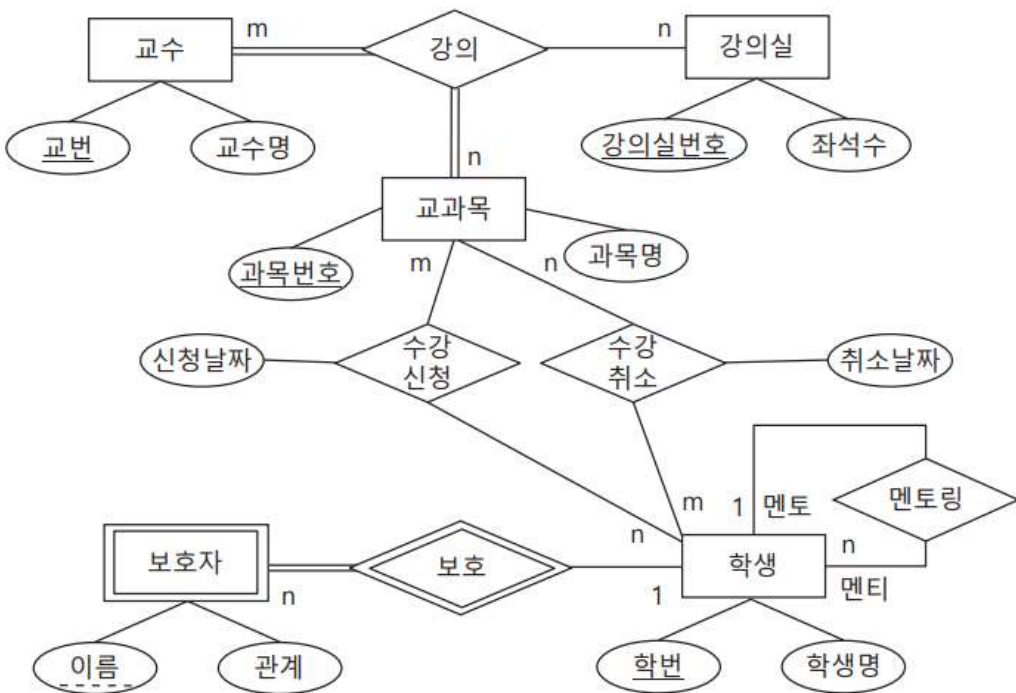 m
n
교수
강의
강의실
교번
교수명
강의실번호
좌석수
n
교과목
과목번호
m
n
과목명
신청날짜
수강
신청
수강
취소
취소날짜
멘토링
1 멘토
m
n
n
보호자
보호
학생
n
1
멘티
이름
관계
학번
학생명